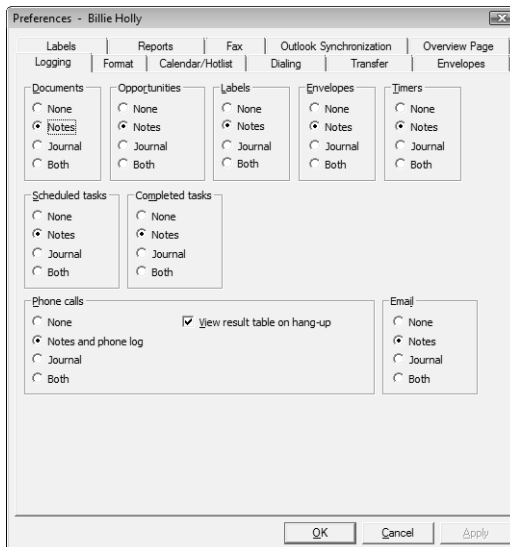 Preferences - Billie Holly
Labels Reports Fax Outlook Synchronization Overview Page
Logging Format Calendar/Hotlist Dialing Transfer Envelopes
Documents Opportunities Labels Envelopes Timers
None None None None None
Notes Notes Notes Notes Notes
Journal Journal Journal Journal Journal
Both Both Both Both Both
Scheduled tasks Completed tasks
None None
Notes Notes
Journal Journal
Both Both
Phone calls Email
None View result table on hang-up None
Notes and phone log Notes
Journal Journal
Both Both
OK Cancel Apply